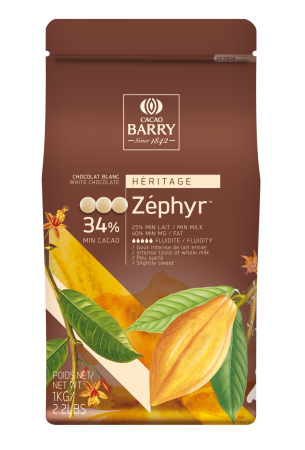 CACAO
BARRY
Since 1842
CHOCOLAT BLANC
WHITE CHOCOLATE
HÉRITAGE
Zéphyr™
34%
MIN CACAO
25% MIN LAIT / MIN MILK
40% MIN MG / FAT
FLUIDITÉ / FLUIDITY
/ Goût intense de lait entier
/ Intense taste of whole milk
/ Peu sucré
/ Slightly sweet
POIDS NET/
NET WT.
1KG/
2.2LBS